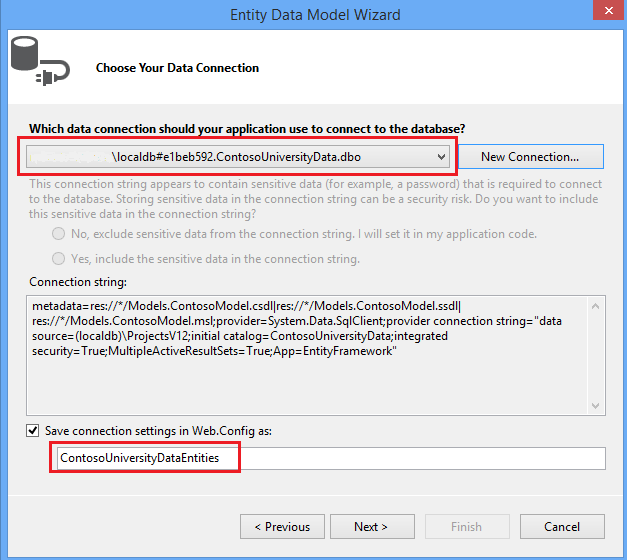 Entity Data Model Wizard
Choose Your Data Connection
Which data connection should your application use to connect to the database?
\localdb#e1beb592.ContosoUniversityData.dbo
New Connection...
This connection string appears to contain sensitive data (for example, a password) that is required to connect
to the database. Storing sensitive data in the connection string can be a security risk. Do you want to include
this sensitive data in the connection string?
No, exclude sensitive data from the connection string. I will set it in my application code.
Yes, include the sensitive data in the connection string.
Connection string:
metadata=res://*/Models.ContosoModel.csdl|res://*/Models.ContosoModel.ssdl|
res://*/Models.ContosoModel.msl;provider=System.Data.SqlClient;provider connection string="data
source=(localdb)\ProjectsV12;initial catalog=ContosoUniversityData;integrated
security=True;MultipleActiveResultSets=True;App=EntityFramework"
Save connection settings in Web.Config as:
ContosoUniversityDataEntities
< Previous
Next >
Finish
Cancel